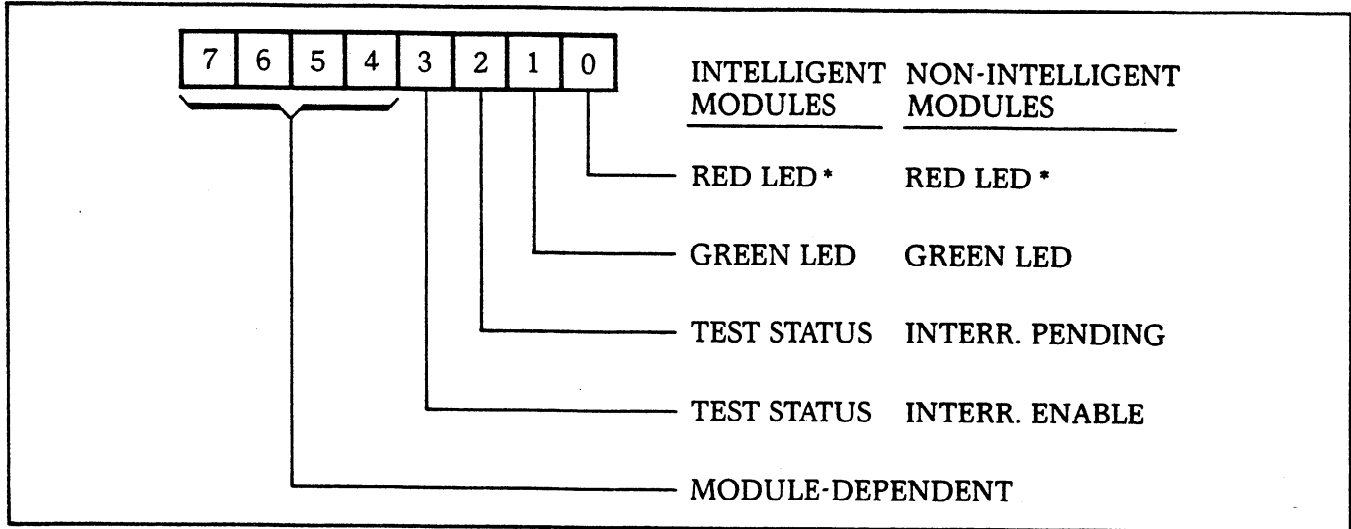 7 6 5 4 3 2 1 0
INTELLIGENT NON-INTELLIGENT
MODULES MODULES
RED LED* RED LED*
GREEN LED GREEN LED
TEST STATUS INTERR. PENDING
TEST STATUS INTERR. ENABLE
MODULE-DEPENDENT